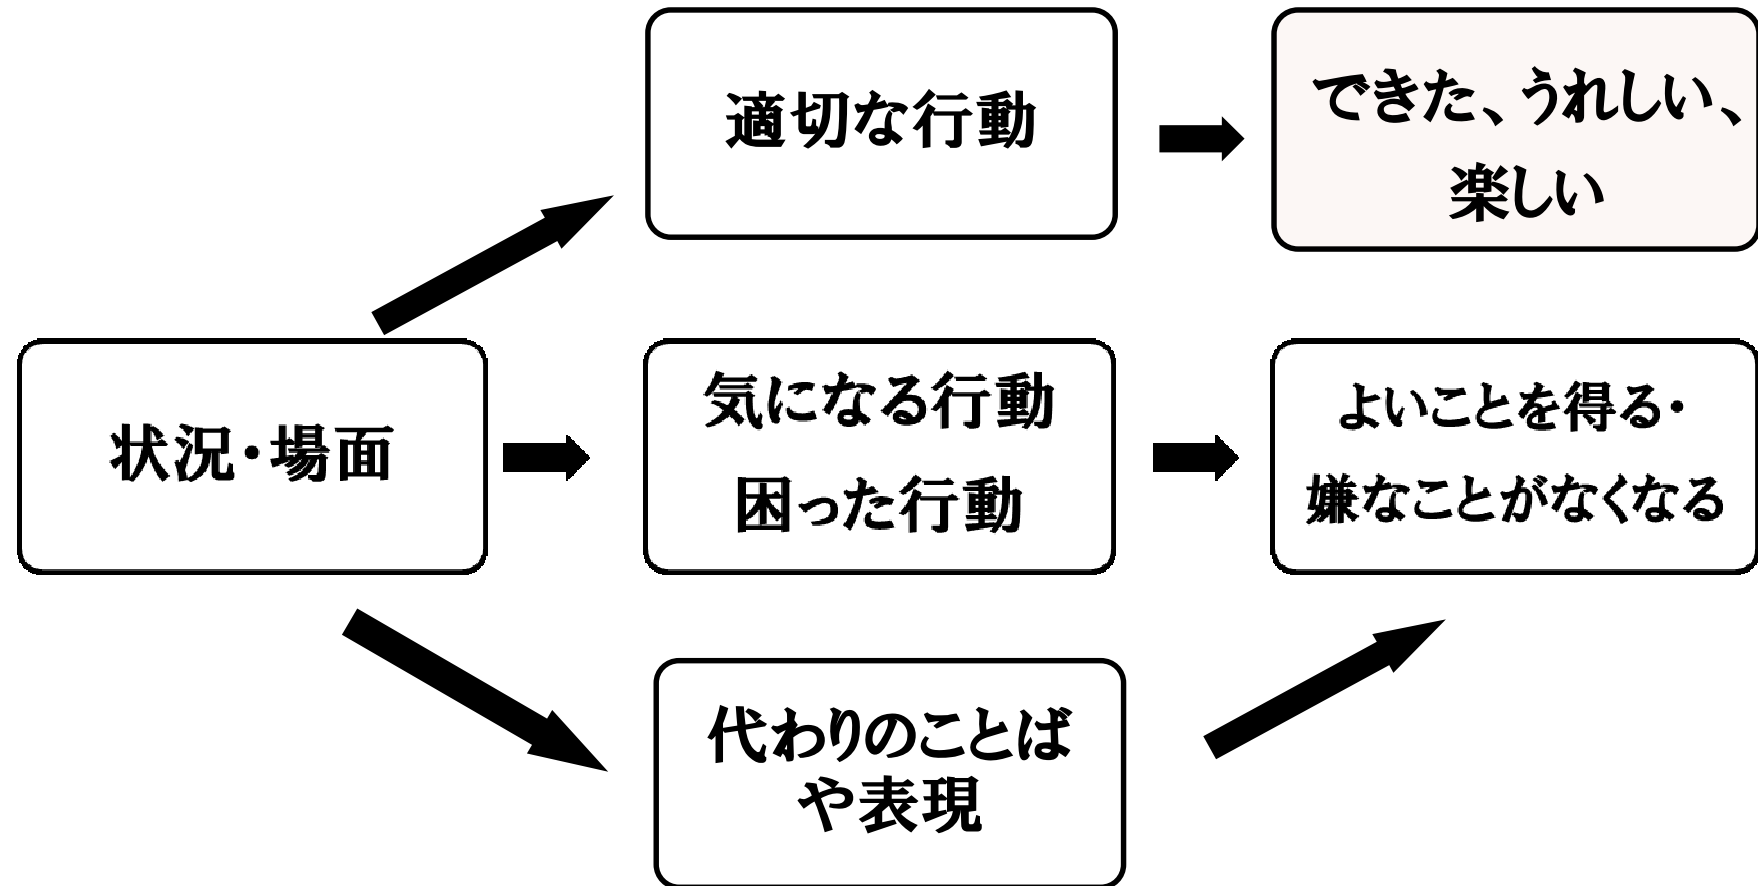 適切な行動
できた、うれしい、
楽しい
状況・場面
気になる行動
困った行動
よいことを得る・
嫌なことがなくなる
代わりのことば
や表現